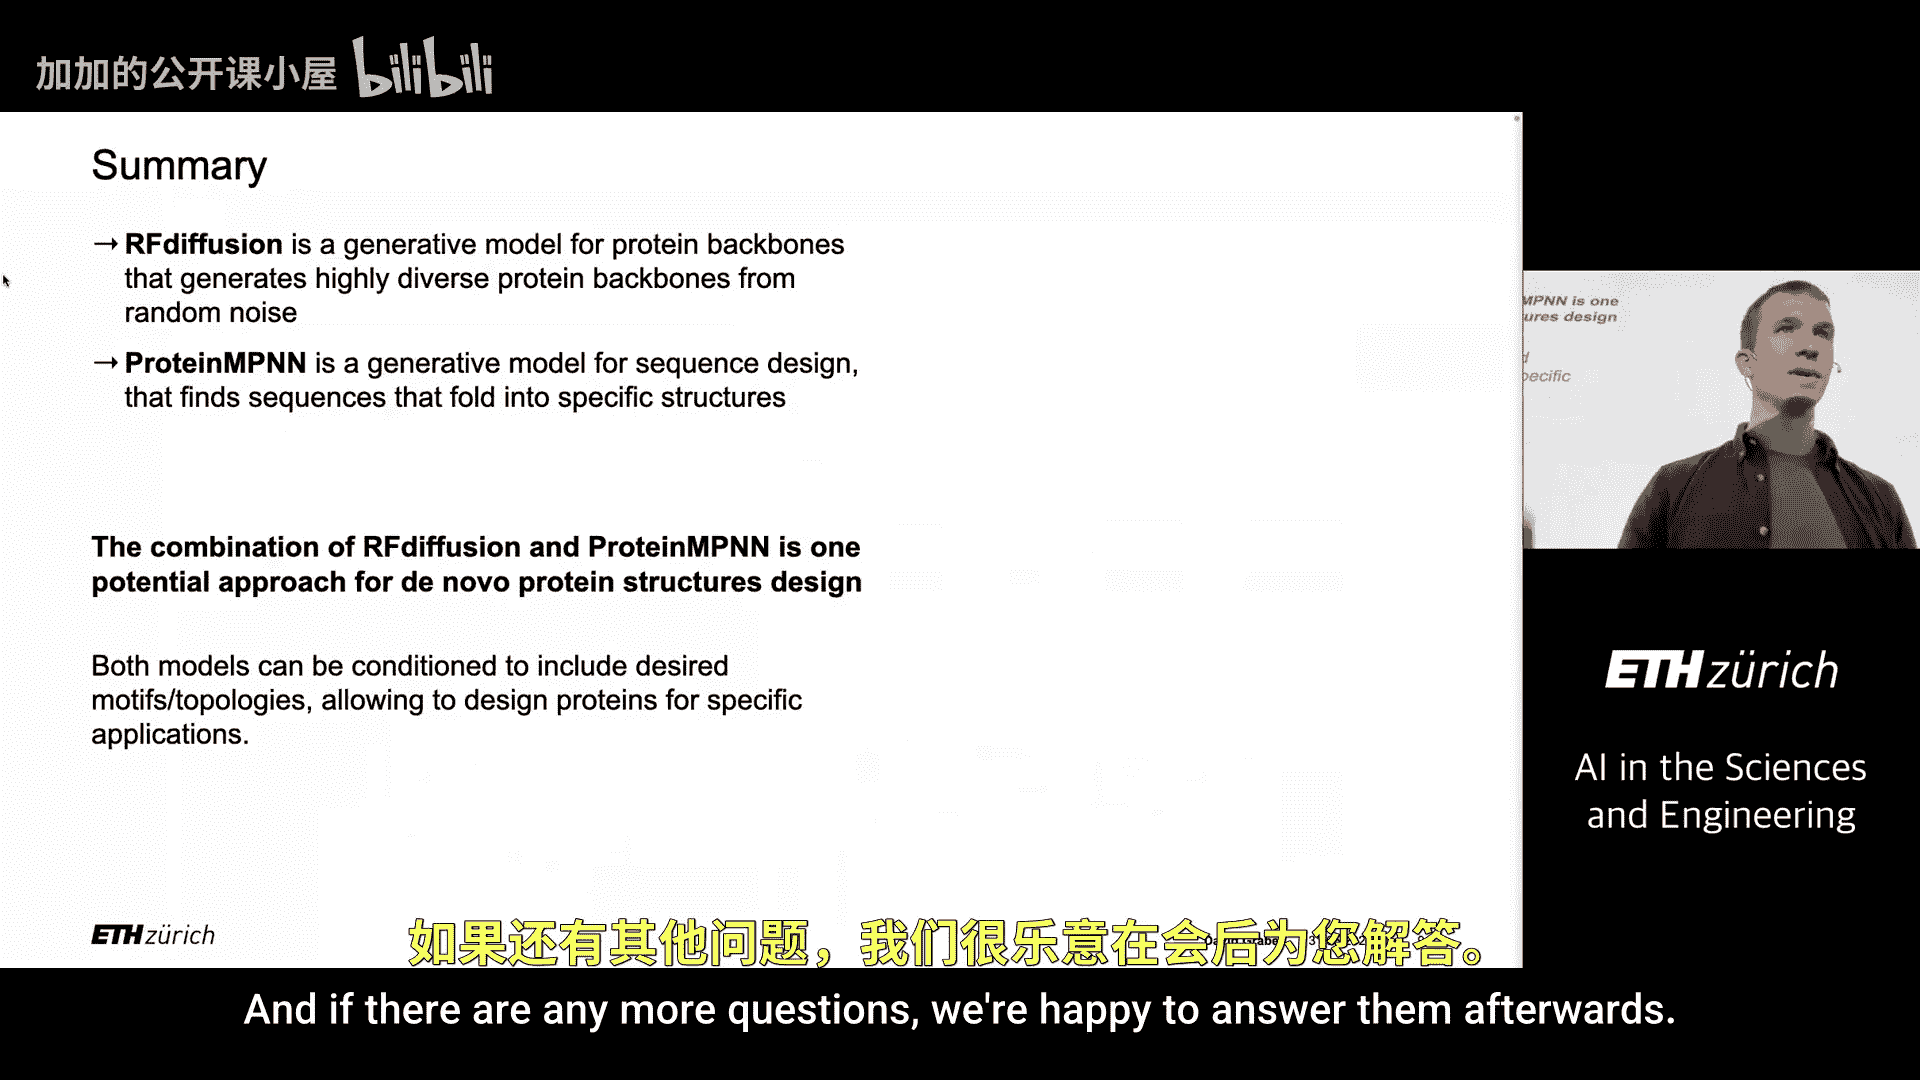 加加的公开课小屋 bilibili
Summary
→ RFdiffusion is a generative model for protein backbones
that generates highly diverse protein backbones from
random noise
→ ProteinMPNN is a generative model for sequence design,
that finds sequences that fold into specific structures
The combination of RFdiffusion and ProteinMPNN is one
potential approach for de novo protein structures design
Both models can be conditioned to include desired
motifs/topologies, allowing to design proteins for specific
applications.
ETH zürich
MPNN is one
ures design
d
pecific
ETH zürich
AI in the Sciences
and Engineering
如果还有其他问题，我们很乐意在会后为您解答。
And if there are any more questions, we're happy to answer them afterwards.